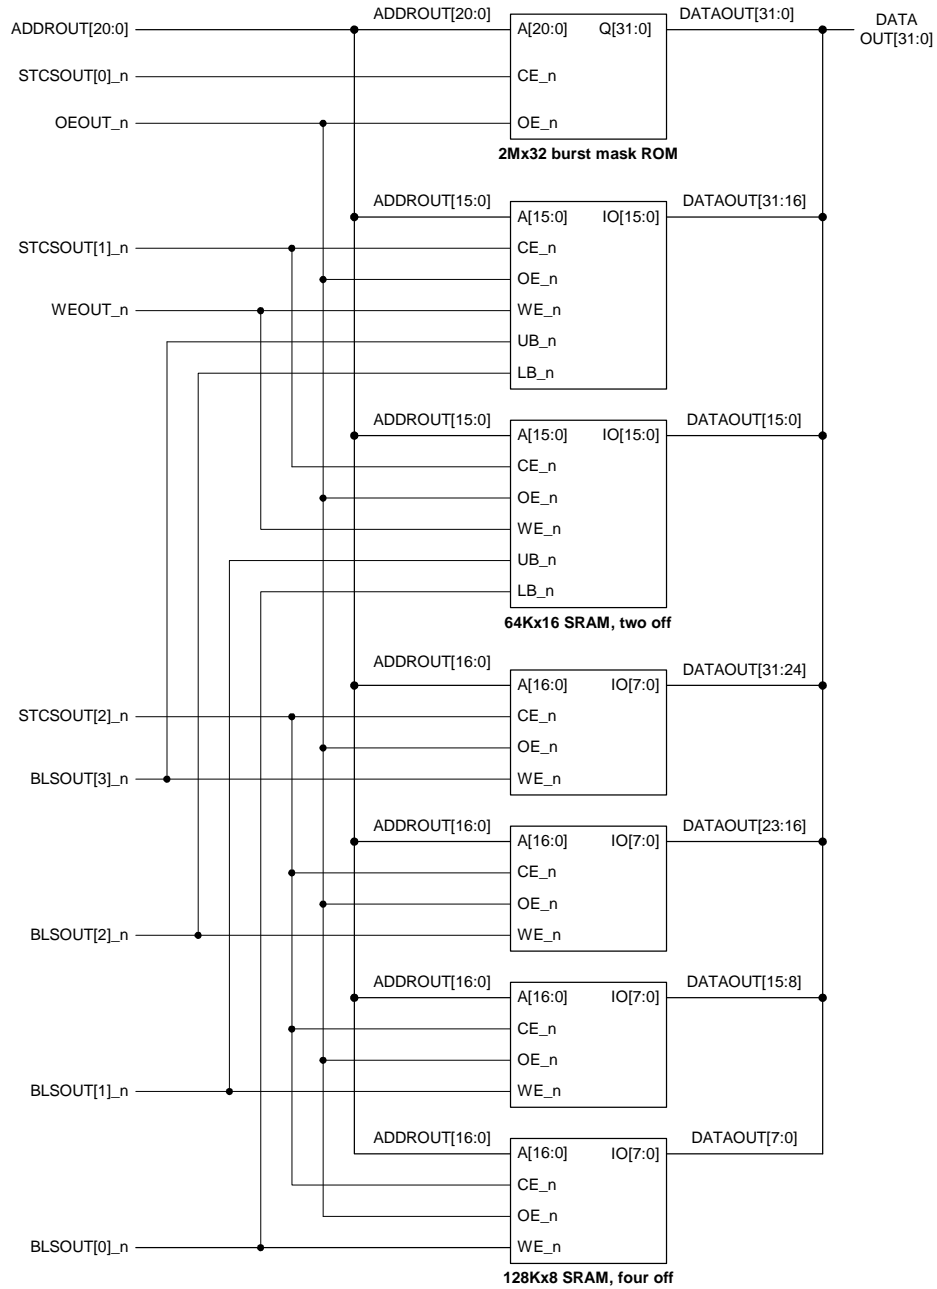 ADDROUT[20:0]
ADDROUT[20:0]
A[20:0] Q[31:0]
DATAOUT[31:0]
DATA
OUT[31:0]
STCSOUT[0]_n
CE_n
OEOUT_n
OE_n
2Mx32 burst mask ROM
ADDROUT[15:0]
A[15:0] IO[15:0]
DATAOUT[31:16]
STCSOUT[1]_n
CE_n
OE_n
WEOUT_n
WE_n
UB_n
LB_n
ADDROUT[15:0]
A[15:0] IO[15:0]
DATAOUT[15:0]
CE_n
OE_n
WE_n
UB_n
LB_n
64Kx16 SRAM, two off
ADDROUT[16:0]
A[16:0] IO[7:0]
DATAOUT[31:24]
STCSOUT[2]_n
CE_n
OE_n
BLSOUT[3]_n
WE_n
ADDROUT[16:0]
A[16:0] IO[7:0]
DATAOUT[23:16]
CE_n
OE_n
BLSOUT[2]_n
WE_n
ADDROUT[16:0]
A[16:0] IO[7:0]
DATAOUT[15:8]
CE_n
OE_n
BLSOUT[1]_n
WE_n
ADDROUT[16:0]
A[16:0] IO[7:0]
DATAOUT[7:0]
CE_n
OE_n
BLSOUT[0]_n
WE_n
128Kx8 SRAM, four off